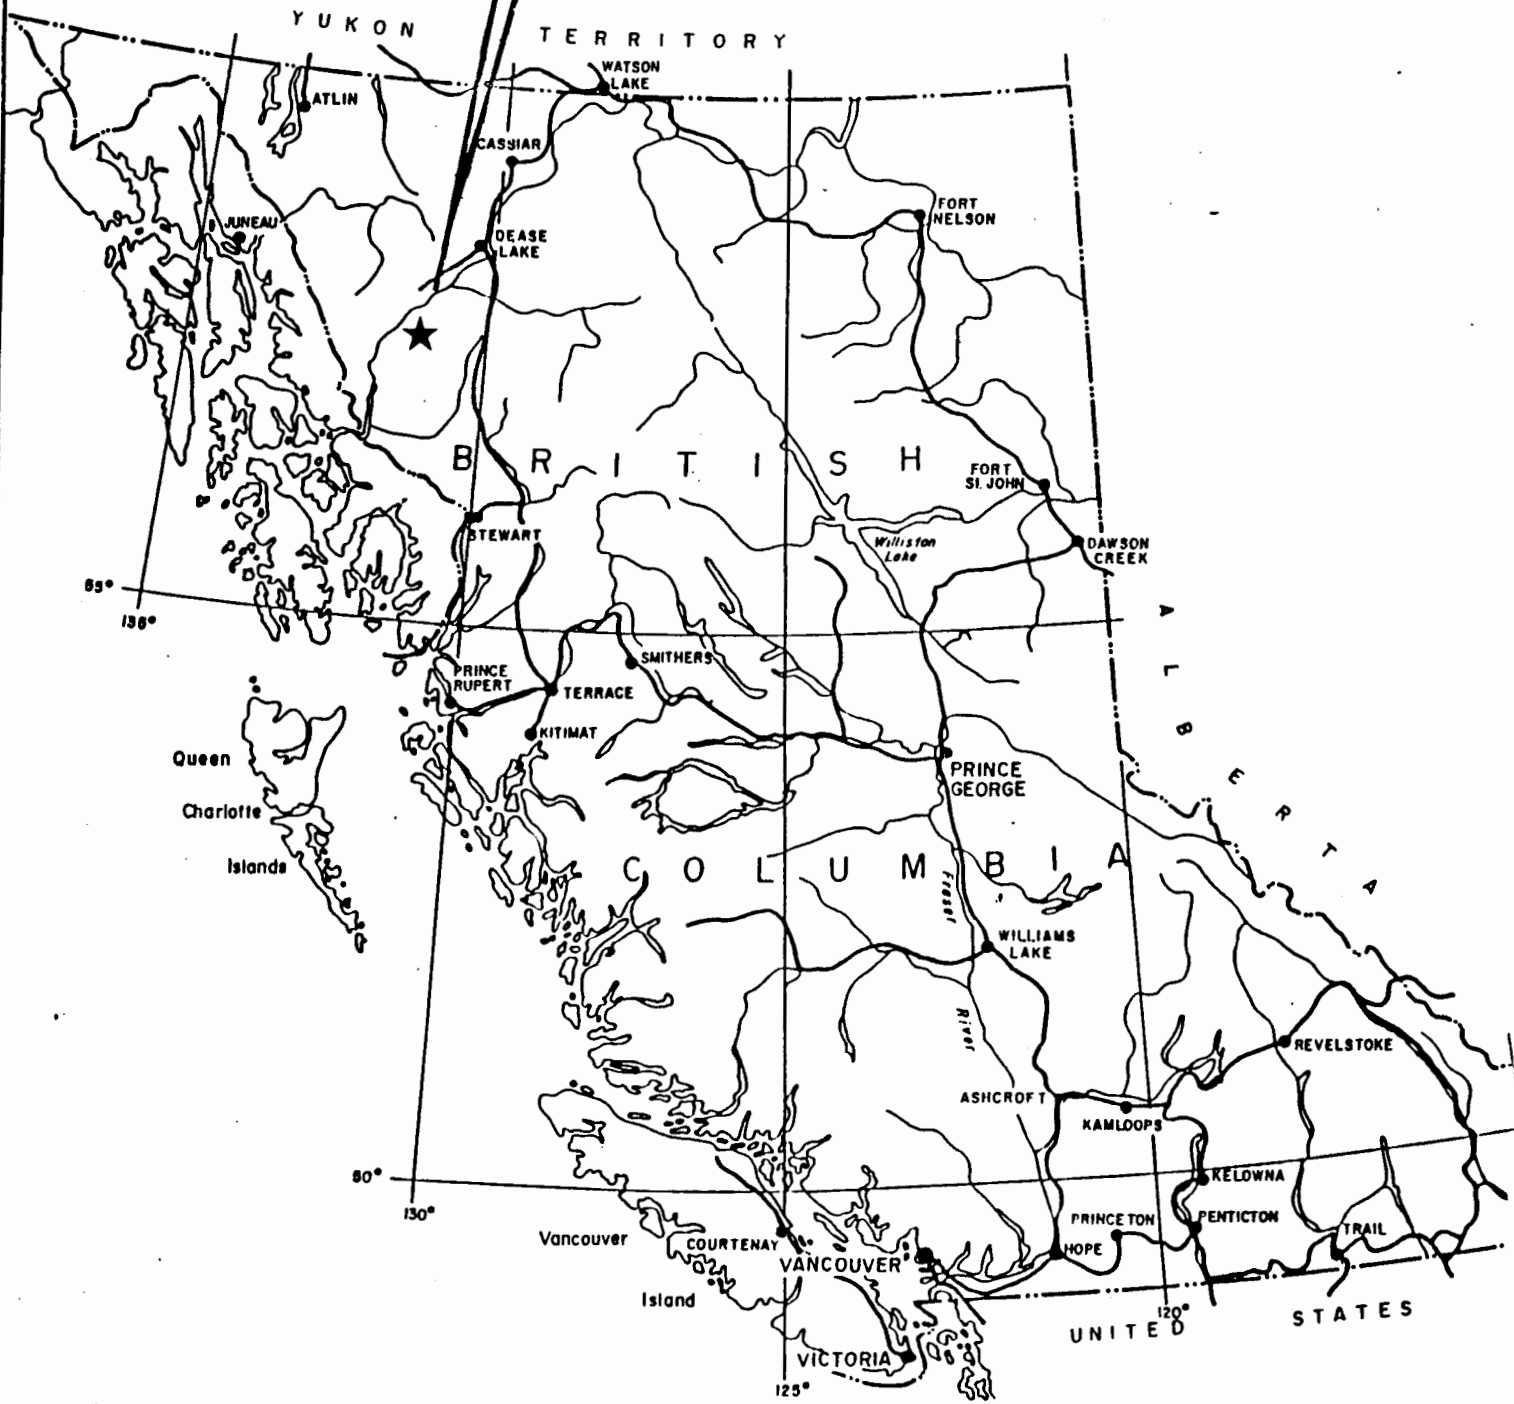 YUKON TERRITORY
WATSON
LAKE
ATLIN
CASSIAR
FORT
NELSON
JUNEAU
DEASE
LAKE
BRITISH
FORT
ST. JOHN
STEWART
Williston
Lake
DAWSON
CREEK
55°
136°
ALBERTA
SMITHERS
PRINCE
RUPERT
TERRACE
KITIMAT
Queen
Charlotte
Islands
PRINCE
GEORGE
COLUMBIA
Fraser
River
WILLIAMS
LAKE
REVELSTOKE
ASHCROFT
KAMLOOPS
50°
130°
KELOWNA
PRINCETON
PENTICTON
TRAIL
HOPE
Vancouver
Island
COURTENAY
VANCOUVER
120°
UNITED STATES
VICTORIA
125°